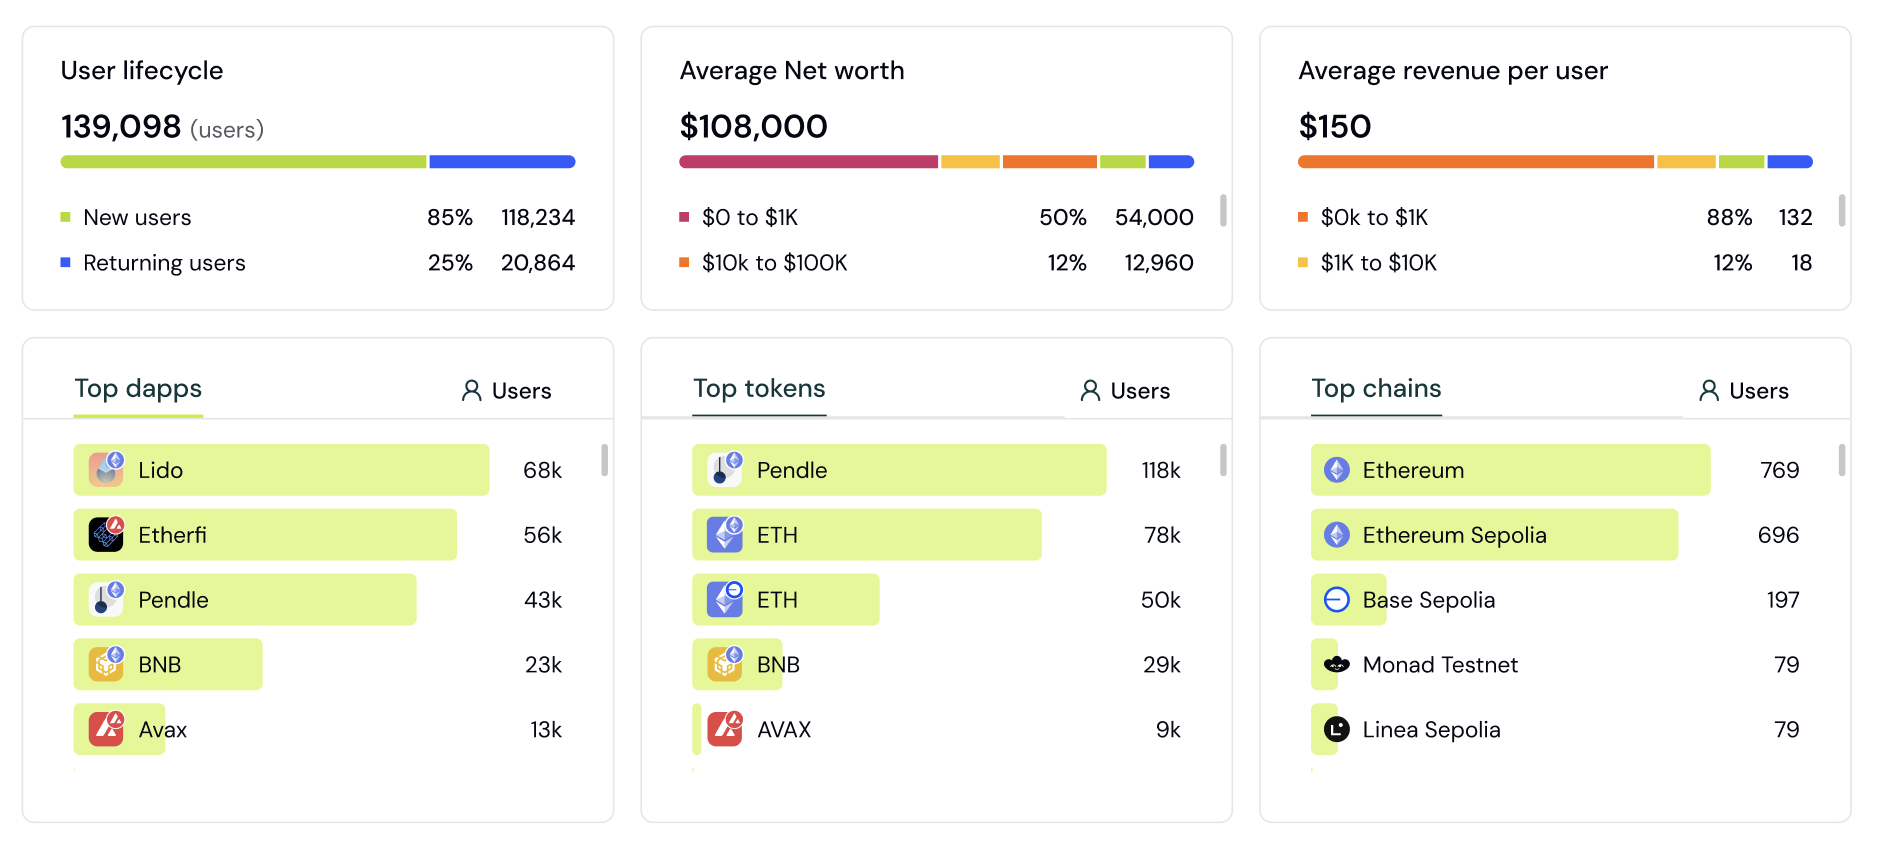 User lifecycle
139,098 (users)
New users 85% 118,234
Returning users 25% 20,864
Average Net worth
$108,000
$0 to $1K 50% 54,000
$10k to $100K 12% 12,960
Average revenue per user
$150
$0k to $1K 88% 132
$1K to $10K 12% 18
Top dapps Users
Lido 68k
Etherfi 56k
Pendle 43k
BNB 23k
Avax 13k
Top tokens Users
Pendle 118k
ETH 78k
ETH 50k
BNB 29k
AVAX 9k
Top chains Users
Ethereum 769
Ethereum Sepolia 696
Base Sepolia 197
Monad Testnet 79
Linea Sepolia 79